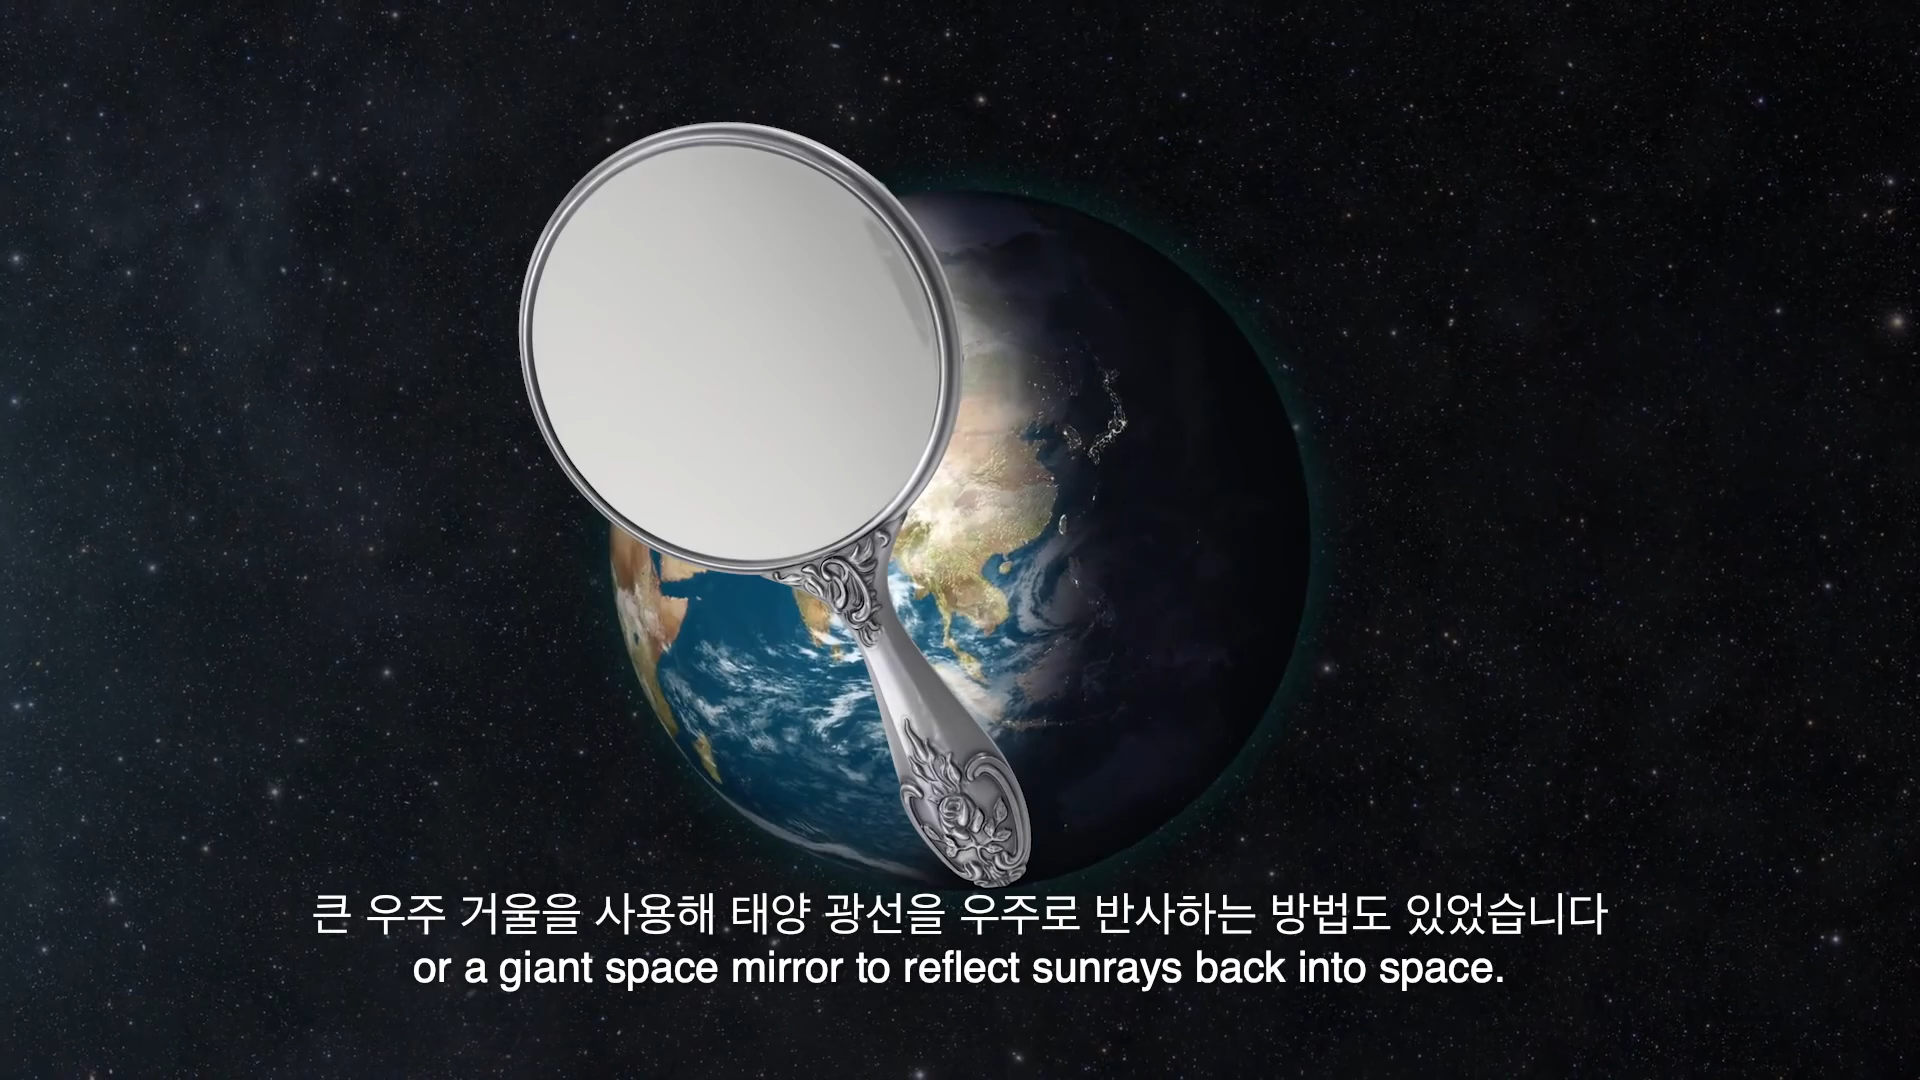 큰 우주 거울을 사용해 태양 광선을 우주로 반사하는 방법도 있었습니다
or a giant space mirror to reflect sunrays back into space.